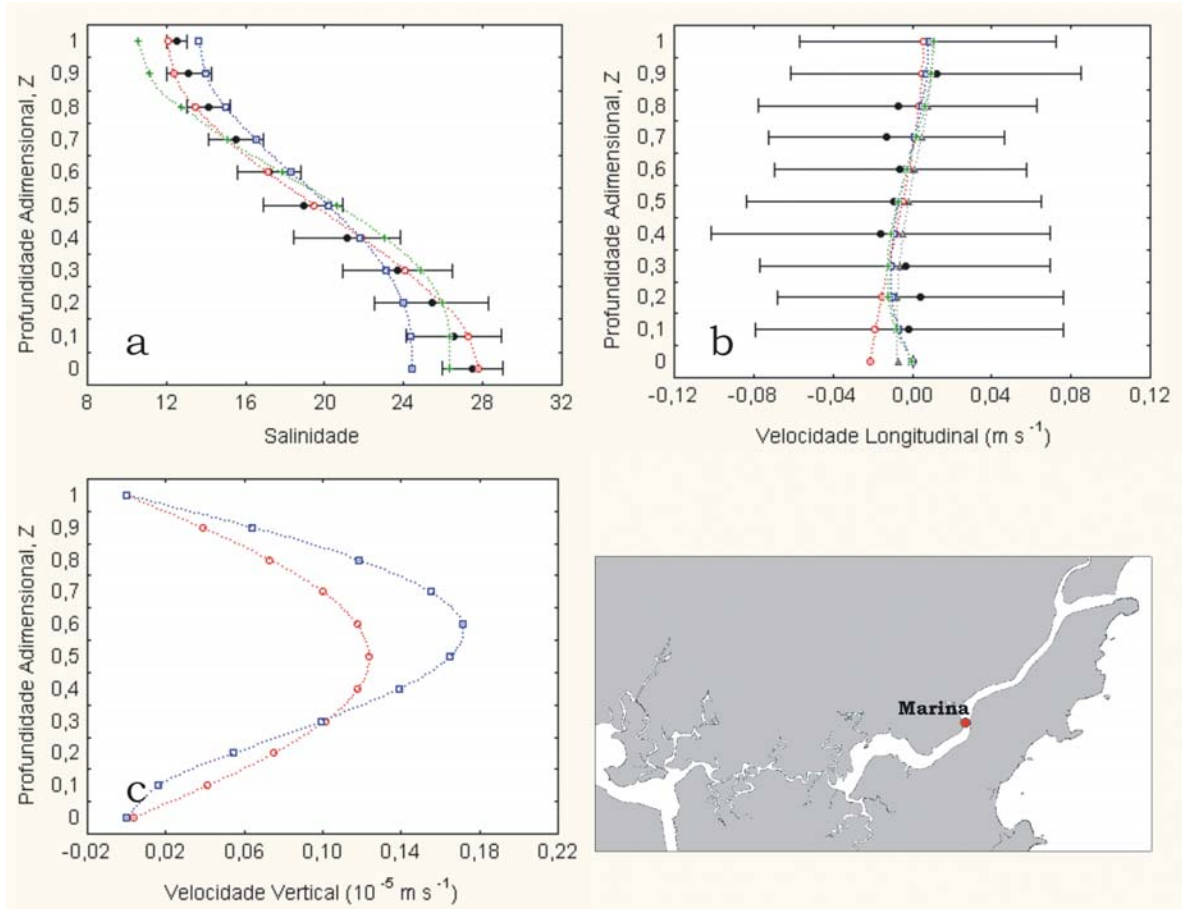 1
0,9
0,8
0,7
0,6
0,5
0,4
0,3
0,2
0,1
0
Profundidade Adimensional, Z
a
8 12 16 20 24 28 32
Salinidade
1
0,9
0,8
0,7
0,6
0,5
0,4
0,3
0,2
0,1
0
Profundidade Adimensional, Z
b
-0,12 -0,08 -0,04 0,00 0,04 0,08 0,12
Velocidade Longitudinal (m s -1)
1
0,9
0,8
0,7
0,6
0,5
0,4
0,3
0,2
0,1
0
Profundidade Adimensional, Z
c
-0,02 0,02 0,06 0,10 0,14 0,18 0,22
Velocidade Vertical (10 -5 m s -1)
Marina